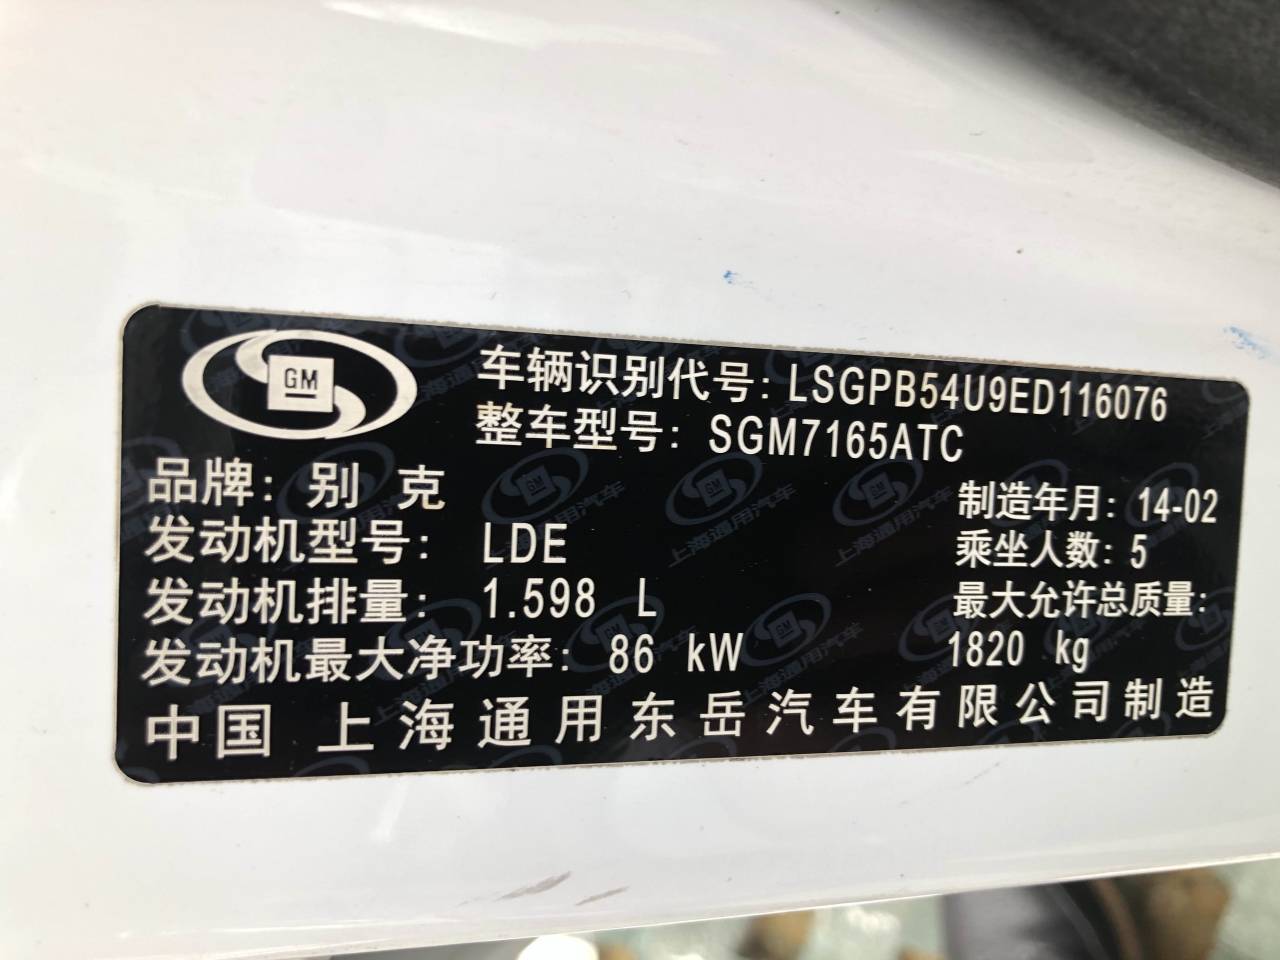 GM
车辆识别代号: LSGPB54U9ED116076
整车型号: SGM7165ATC
品牌: 别 克
制造年月: 14-02
发动机型号: LDE
乘坐人数: 5
发动机排量: 1.598 L
最大允许总质量:
发动机最大净功率: 86 kW
1820 kg
中国 上海通用东岳汽车有限公司制造